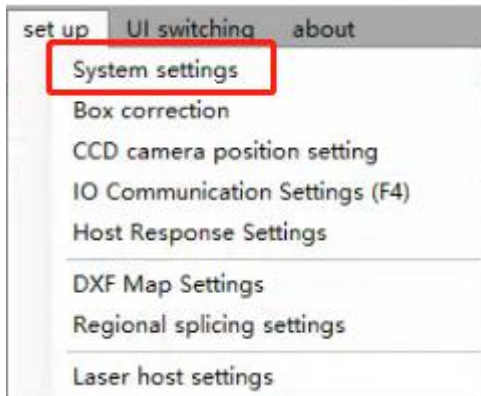 set up UI switching about
System settings
Box correction
CCD camera position setting
IO Communication Settings (F4)
Host Response Settings
DXF Map Settings
Regional splicing settings
Laser host settings